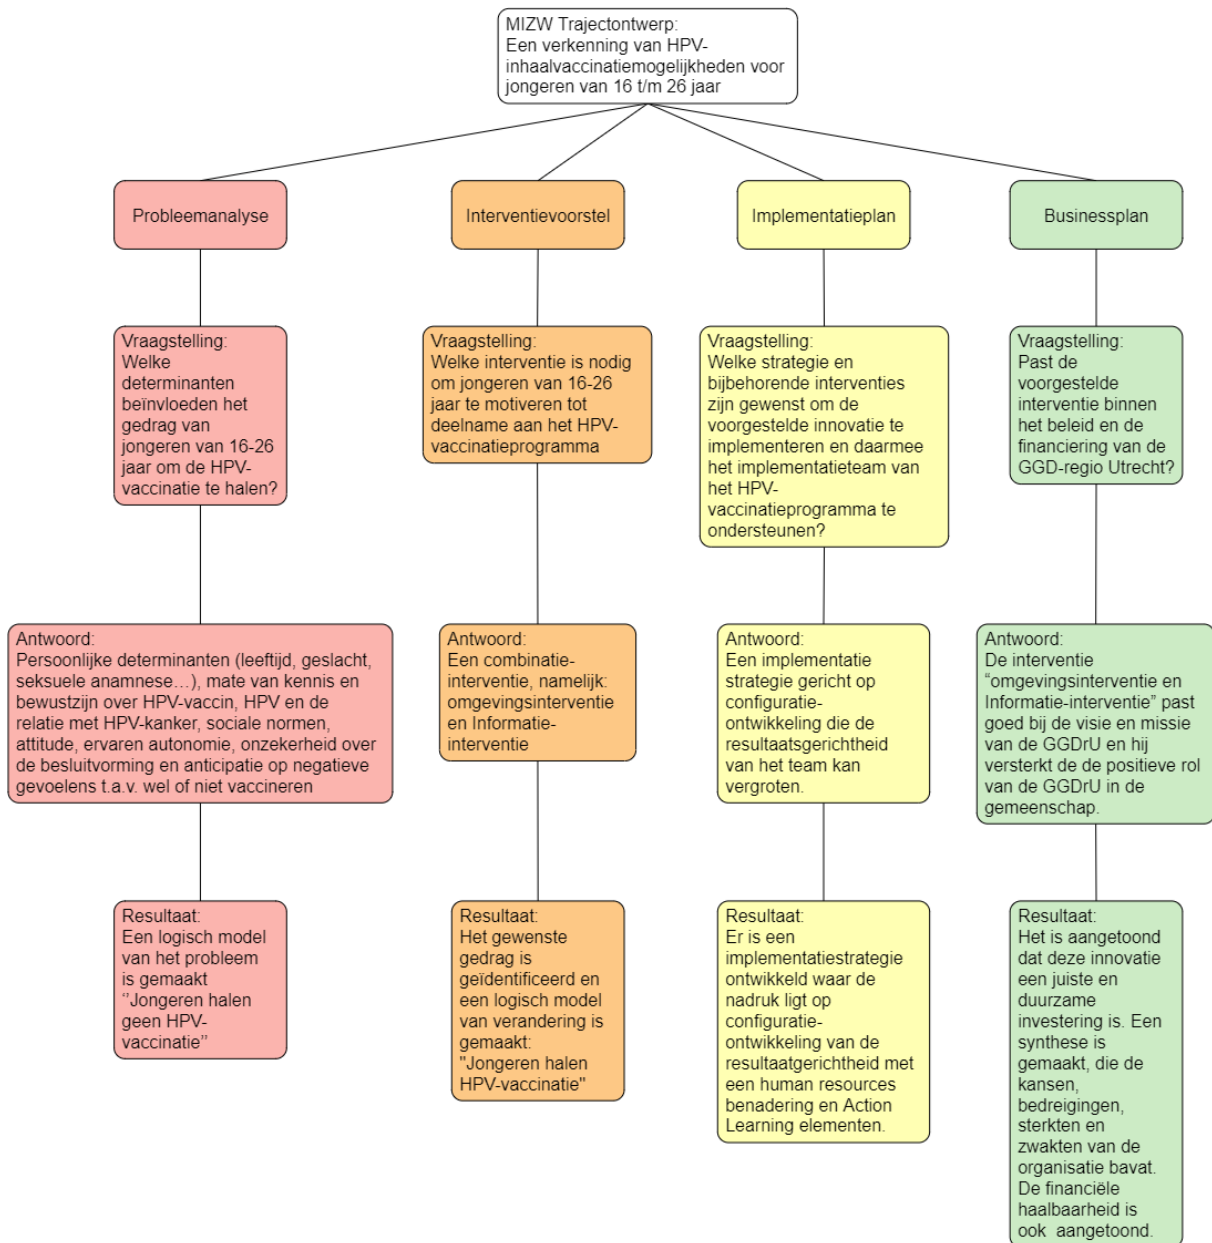 MIZW Trajectontwerp:
Een verkenning van HPV-
inhaalvaccinatiemogelijkheden voor
jongeren van 16 t/m 26 jaar
Probleemanalyse
Interventievoorstel
Implementatieplan
Businessplan
Vraagstelling:
Welke
determinanten
beïnvloeden het
gedrag van
jongeren van 16-26
jaar om de HPV-
vaccinatie te halen?
Vraagstelling:
Welke interventie is nodig
om jongeren van 16-26
jaar te motiveren tot
deelname aan het HPV-
vaccinatieprogramma
Vraagstelling:
Welke strategie en
bijbehorende interventies
zijn gewenst om de
voorgestelde innovatie te
implementeren en daarmee
het implementatieteam van
het HPV-
vaccinatieprogramma te
ondersteunen?
Vraagstelling:
Past de
voorgestelde
interventie binnen
het beleid en de
financiering van de
GGD-regio Utrecht?
Antwoord:
Persoonlijke determinanten (leeftijd, geslacht,
seksuele anamnese...), mate van kennis en
bewustzijn over HPV-vaccin, HPV en de
relatie met HPV-kanker, sociale normen,
attitude, ervaren autonomie, onzekerheid over
de besluitvorming en anticipatie op negatieve
gevoelens t.a.v. wel of niet vaccineren
Antwoord:
Een combinatie-
interventie, namelijk:
omgevingsinterventie
en Informatie-
interventie
Antwoord:
Een implementatie
strategie gericht op
configuratie-
ontwikkeling die de
resultaatsgerichtheid
van het team kan
vergroten.
Antwoord:
De interventie
“omgevingsinterventie en
Informatie-interventie” past
goed bij de visie en missie
van de GGDrU en hij
versterkt de de positieve rol
van de GGDrU in de
gemeenschap.
Resultaat:
Een logisch model
van het probleem
is gemaakt
‘’Jongeren halen
geen HPV-
vaccinatie’’
Resultaat:
Het gewenste
gedrag is
geïdentificeerd en
een logisch model
van verandering is
gemaakt:
"Jongeren halen
HPV-vaccinatie"
Resultaat:
Er is een
implementatiestrategie
ontwikkeld waar de
nadruk ligt op
configuratie-
ontwikkeling van de
resultaatgerichtheid met
een human resources
benadering en Action
Learning elementen.
Resultaat:
Het is aangetoond
dat deze innovatie
een juiste en
duurzame
investering is. Een
synthese is
gemaakt, die de
kansen,
bedreigingen,
sterkten en
zwakten van de
organisatie bavat.
De financiële
haalbaarheid is
ook aangetoond.